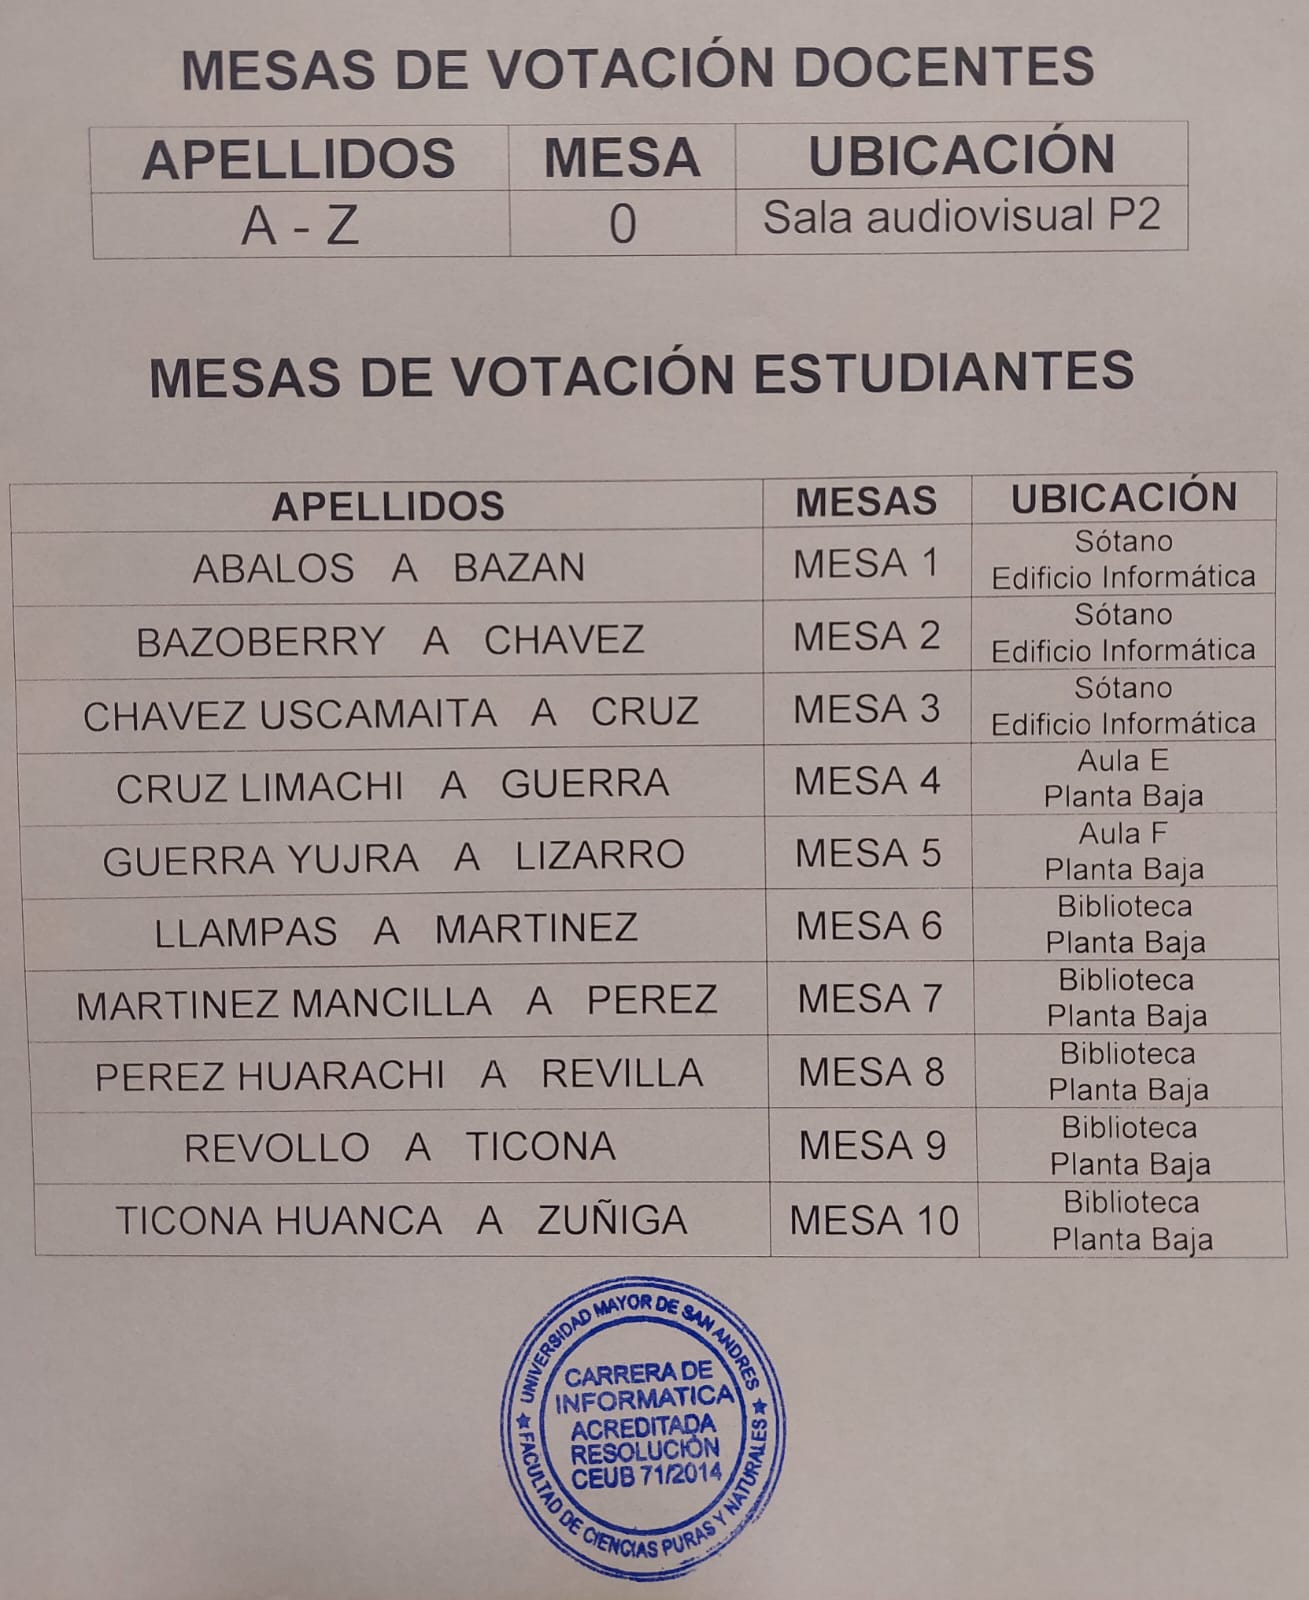 MESAS DE VOTACIÓN DOCENTES
APELLIDOS MESA UBICACIÓN
A - Z 0 Sala audiovisual P2
MESAS DE VOTACIÓN ESTUDIANTES
APELLIDOS MESAS UBICACIÓN
ABALOS A BAZAN MESA 1 Sótano
Edificio Informática
BAZOBERRY A CHAVEZ MESA 2 Sótano
Edificio Informática
CHAVEZ USCAMAITA A CRUZ MESA 3 Sótano
Edificio Informática
CRUZ LIMACHI A GUERRA MESA 4 Aula E
Planta Baja
GUERRA YUJRA A LIZARRO MESA 5 Aula F
Planta Baja
LLAMPAS A MARTINEZ MESA 6 Biblioteca
Planta Baja
MARTINEZ MANCILLA A PEREZ MESA 7 Biblioteca
Planta Baja
PEREZ HUARACHI A REVILLA MESA 8 Biblioteca
Planta Baja
REVOLLO A TICONA MESA 9 Biblioteca
Planta Baja
TICONA HUANCA A ZUÑIGA MESA 10 Biblioteca
Planta Baja
UNIVERSIDAD MAYOR DE SAN ANDRES
CARRERA DE
INFORMATICA
ACREDITADA
RESOLUCIÓN
CEUB 71/2014
FACULTAD DE CIENCIAS PURAS Y NATURALES